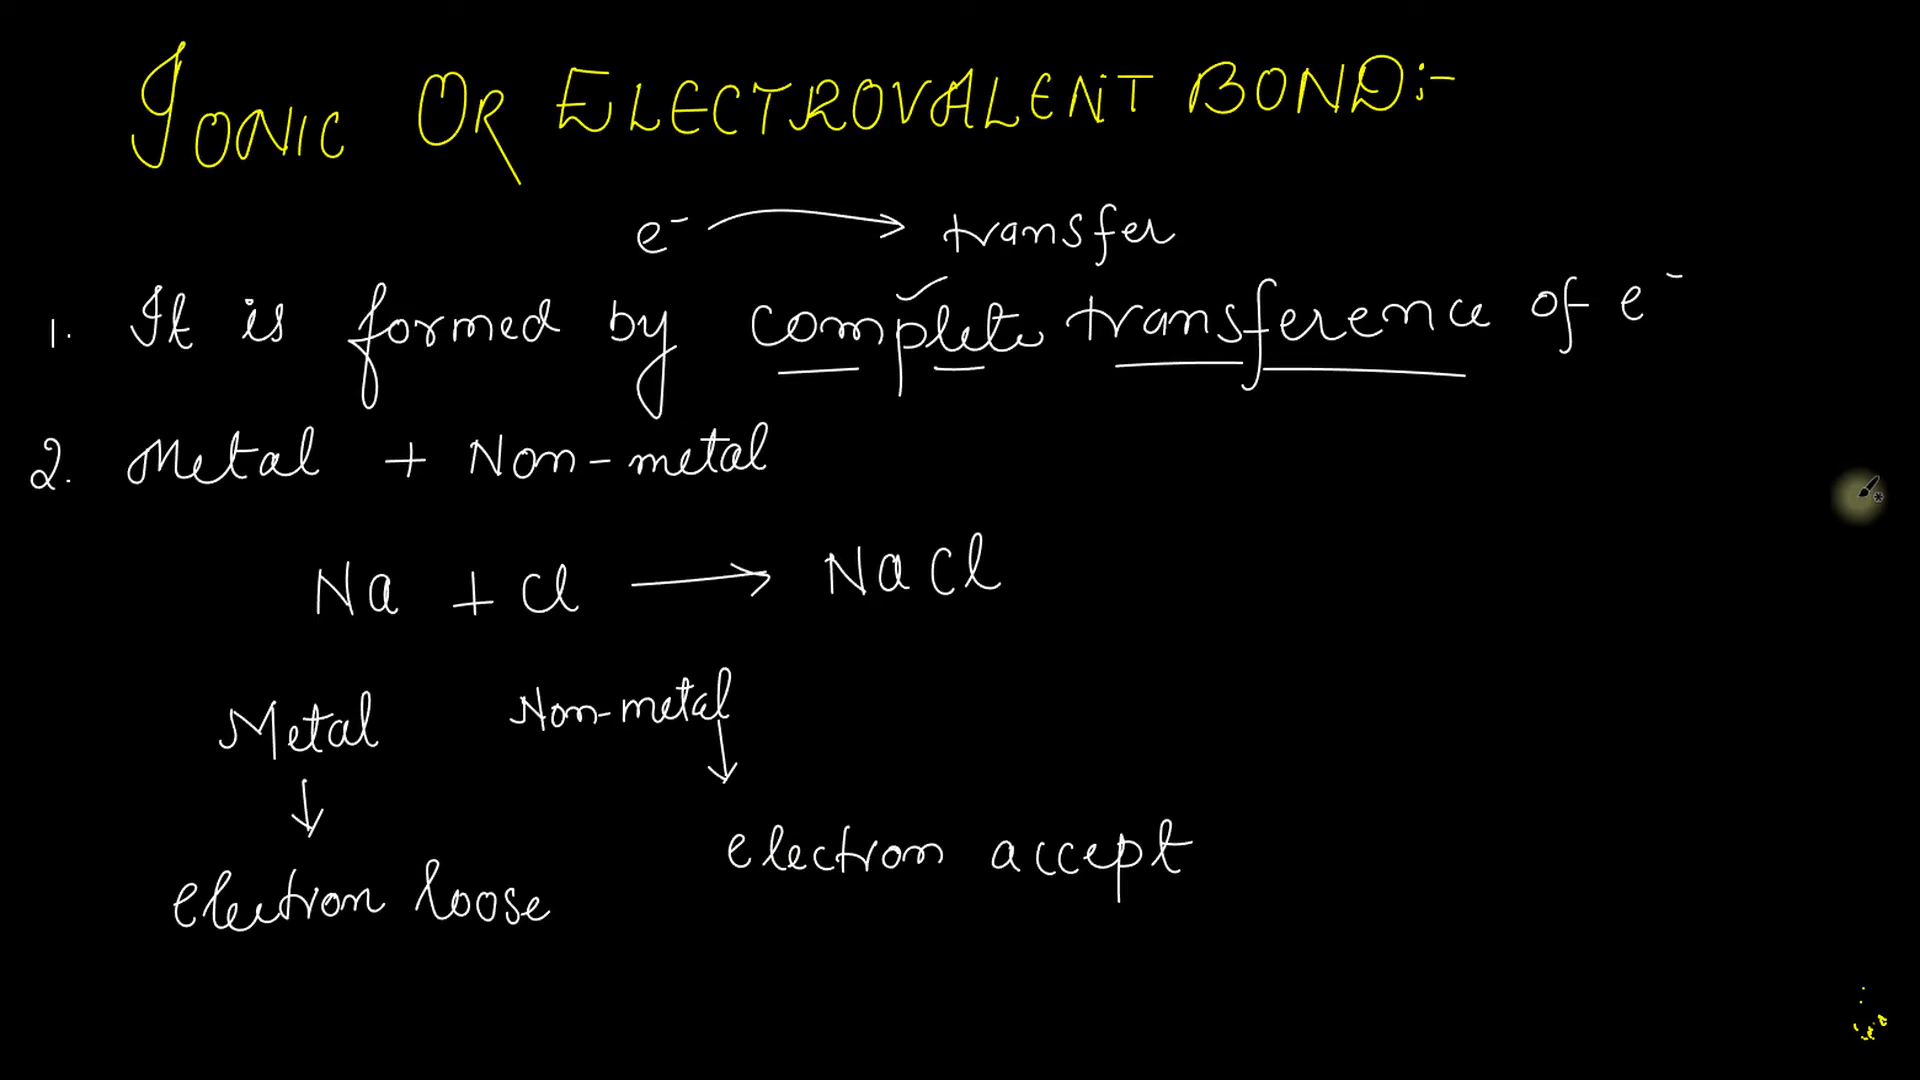 IONIC OR ELECTROVALENT BOND:-
e⁻ → transfer
1. It is formed by complete transference of e⁻
2. Metal + Non-metal
Na + Cl → NaCl
Metal Non-metal
↓ ↓
electron loose electron accept